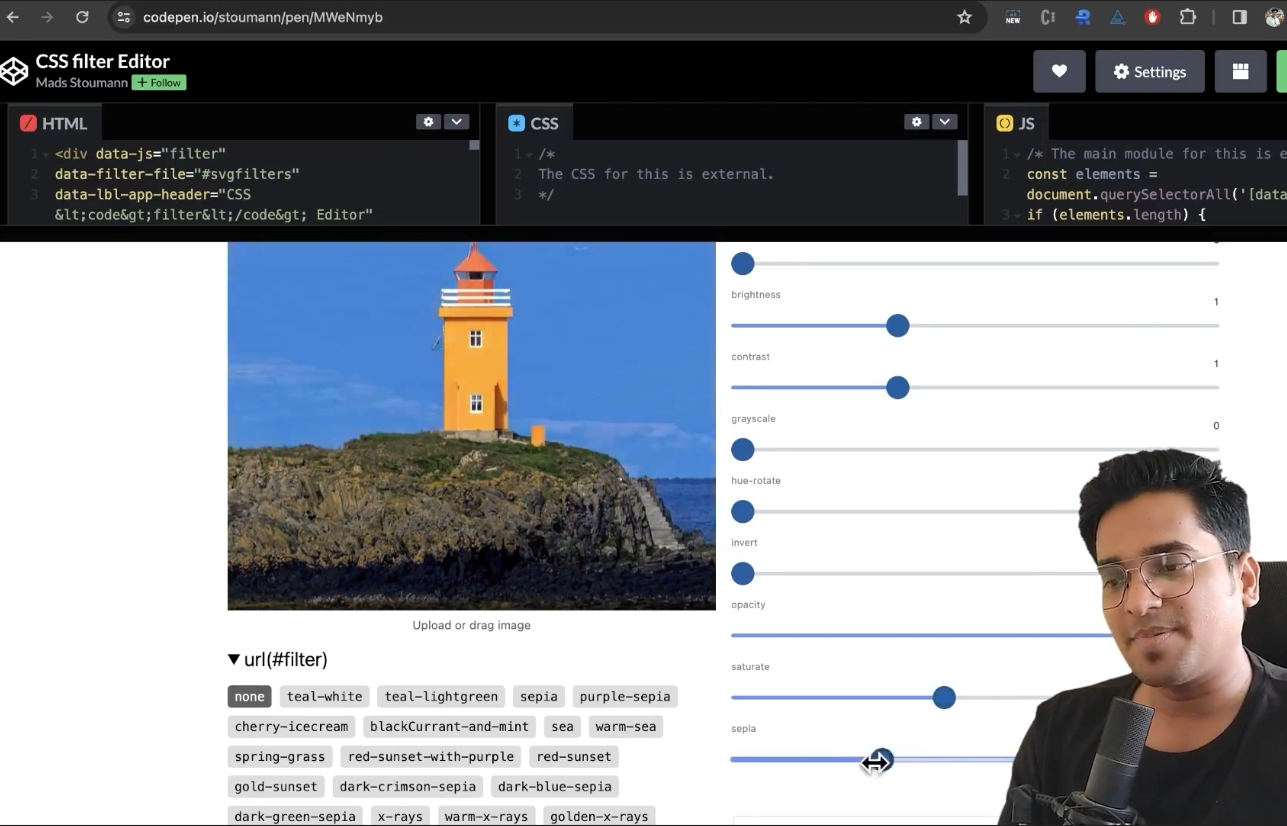 codepen.io/stoumann/pen/MWeNmyb
NEW
CSS filter Editor
Mads Stoumann + Follow
Settings
HTML
1 <div data-js="filter"
2 data-filter-file="#svgfilters"
3 data-lbl-app-header="CSS
&lt;code&gt;filter&lt;/code&gt; Editor"
CSS
1 /*
2 The CSS for this is external.
3 */
JS
1 /* The main module for this is e
2 const elements =
document.querySelectorAll('[data
3 if (elements.length) {
brightness
1
contrast
1
grayscale
0
hue-rotate
invert
opacity
saturate
sepia
Upload or drag image
▼ url(#filter)
none teal-white teal-lightgreen sepia purple-sepia
cherry-icecream blackCurrant-and-mint sea warm-sea
spring-grass red-sunset-with-purple red-sunset
gold-sunset dark-crimson-sepia dark-blue-sepia
dark-green-sepia x-rays warm-x-rays golden-x-rays